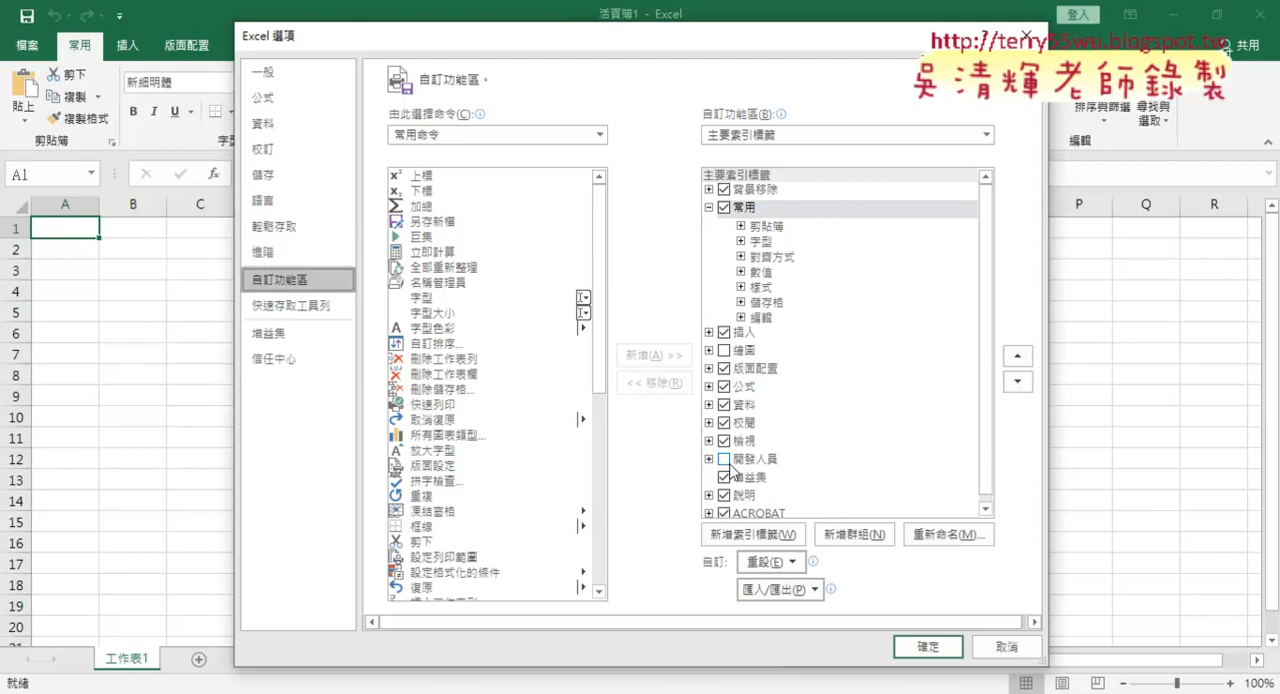 活頁簿1 - Excel
登入
檔案
常用
插入
版面配置
共用
http://terry55wu.blogspot.tw
吳清輝老師錄製
貼上
剪下
複製
複製格式
剪貼簿
新細明體
B I U
字型
排序與篩選
尋找與選取
編輯
A1
fx
A B C P Q R
1
2
3
4
5
6
7
8
9
10
11
12
13
14
15
16
17
18
19
20
21
Excel 選項
一般
公式
資料
校訂
儲存
語言
輕鬆存取
進階
自訂功能區
快速存取工具列
增益集
信任中心
自訂功能區。
由此選擇命令(C):
常用命令
上標
下標
加總
另存新檔
巨集
立即計算
全部重新整理
名稱管理員
字型
字型大小
字型色彩
自訂排序...
刪除工作表列
刪除工作表欄
刪除儲存格...
快速列印
取消復原
所有圖表類型...
放大字型
版面設定
拼字檢查...
重複
凍結窗格
框線
剪下
設定列印範圍
設定格式化的條件
復原
新增(A) >>
<< 移除(R)
自訂功能區(B):
主要索引標籤
主要索引標籤
背景移除
常用
剪貼簿
字型
對齊方式
數值
樣式
儲存格
編輯
插入
繪圖
版面配置
公式
資料
校閱
檢視
開發人員
增益集
說明
ACROBAT
新增索引標籤(W)
新增群組(N)
重新命名(M)...
自訂:
重設(E)
匯入/匯出(P)
確定
取消
工作表1
就緒
100%